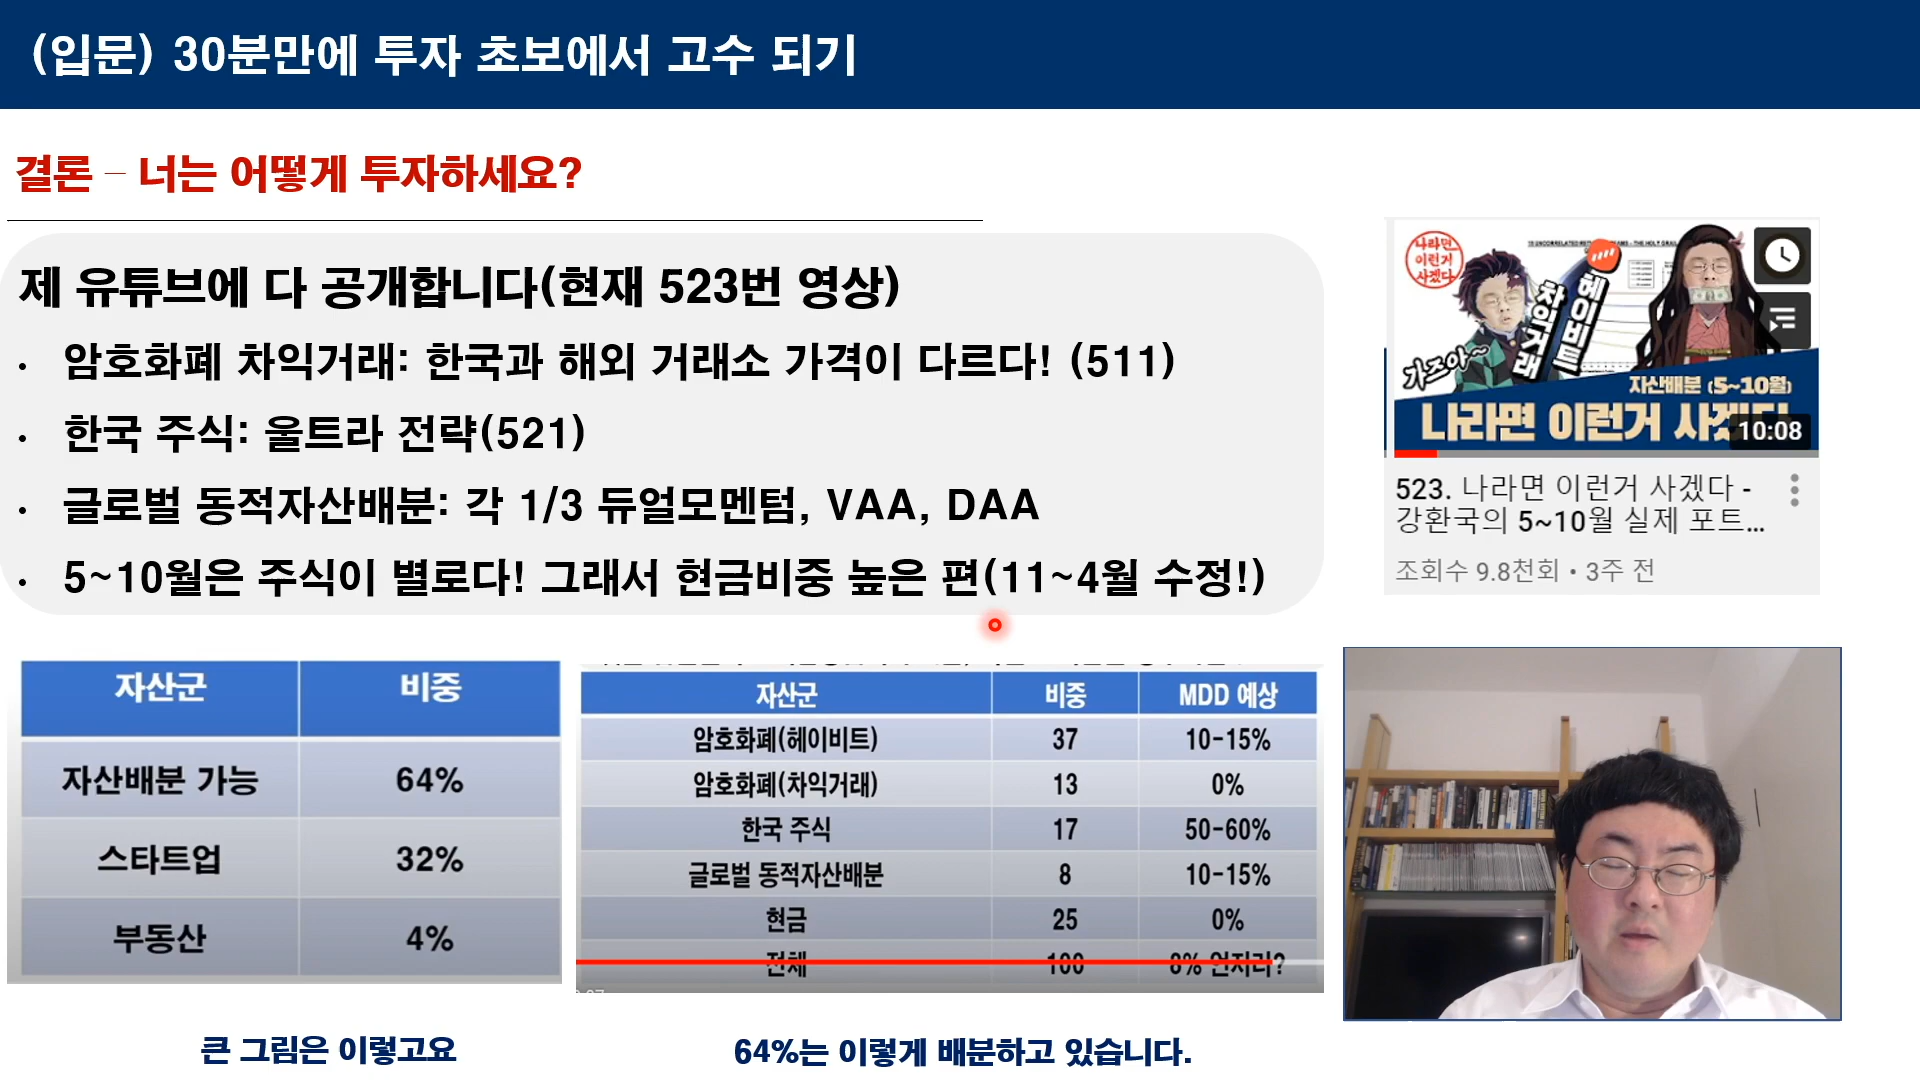 (입문) 30분만에 투자 초보에서 고수 되기
결론 – 너는 어떻게 투자하세요?
제 유튜브에 다 공개합니다(현재 523번 영상)
• 암호화폐 차익거래: 한국과 해외 거래소 가격이 다르다! (511)
• 한국 주식: 울트라 전략(521)
• 글로벌 동적자산배분: 각 1/3 듀얼모멘텀, VAA, DAA
• 5~10월은 주식이 별로다! 그래서 현금비중 높은 편(11~4월 수정!)
나라면
이런거
사겠다
가즈아~
차익거래
헤이비트
자산배분 (5~10월)
나라면 이런거 사겠다
10:08
523. 나라면 이런거 사겠다 -
강환국의 5~10월 실제 포트...
조회수 9.8천회 • 3주 전
자산군 비중
자산배분 가능 64%
스타트업 32%
부동산 4%
큰 그림은 이렇고요
자산군 비중 MDD 예상
암호화폐(헤이비트) 37 10-15%
암호화폐(차익거래) 13 0%
한국 주식 17 50-60%
글로벌 동적자산배분 8 10-15%
현금 25 0%
전체 100 8% 언저리?
64%는 이렇게 배분하고 있습니다.